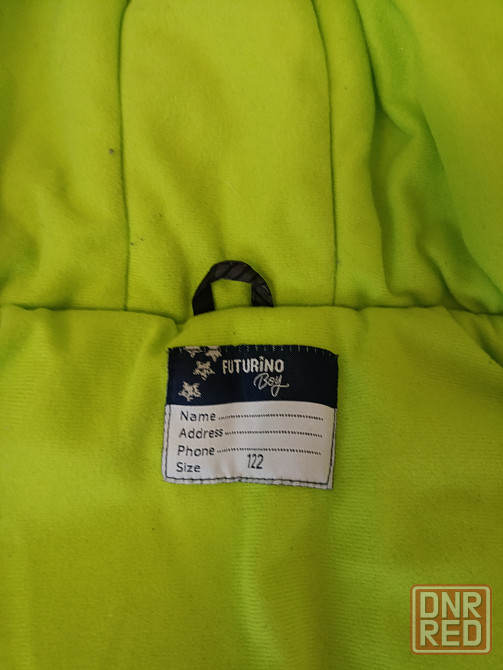 FUTURiNO
Boy
Name
Address
Phone
Size 122
DNR
RED